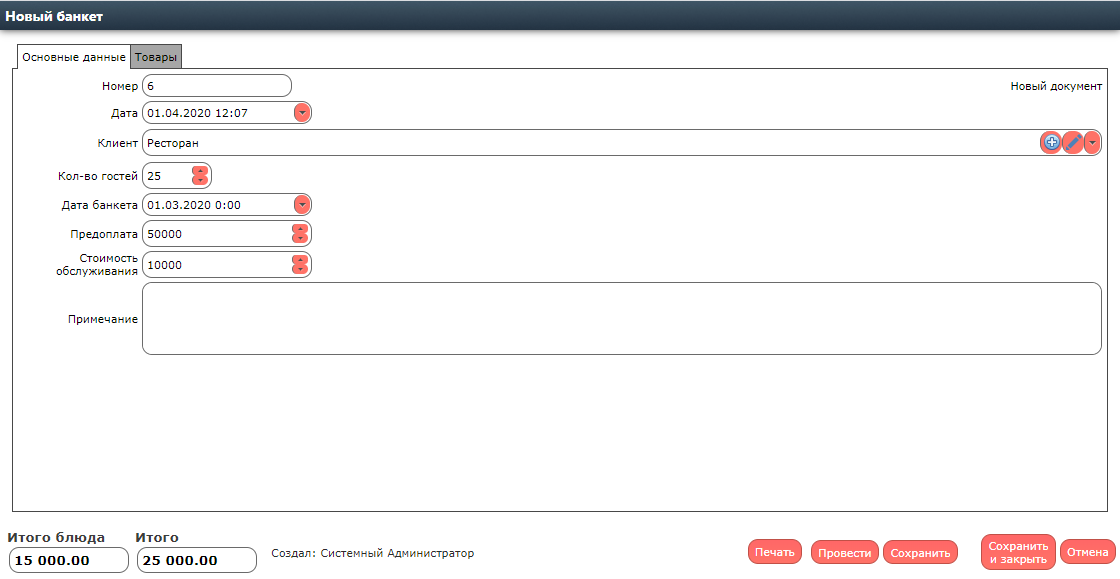 Новый банкет
Основные данные Товары
Номер 6 Новый документ
Дата 01.04.2020 12:07
Клиент Ресторан
Кол-во гостей 25
Дата банкета 01.03.2020 0:00
Предоплата 50000
Стоимость
обслуживания 10000
Примечание
Итого блюда Итого
15 000.00 25 000.00
Создал: Системный Администратор
Печать Провести Сохранить
Сохранить
и закрыть
Отмена